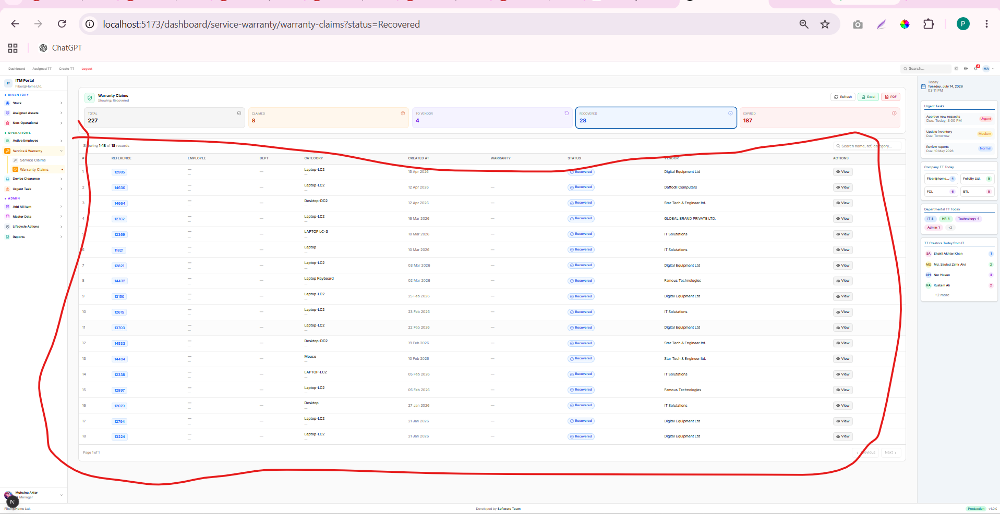 localhost:5173/dashboard/service-warranty/warranty-claims?status=Recovered
P
ChatGPT
Dashboard Assigned TT Create TT Logout
Search...
3
MA
IT
ITM Portal
Fiber@Home Ltd.
INVENTORY
Stock
Assigned Assets
Non-Operational
OPERATIONS
Active Employee
Service & Warranty
Service Claims
Warranty Claims
Device Clearance
Urgent Task
ADMIN
Add All Item
Master Data
Lifecycle Actions
Reports
Muhsina Akter
Manager
N
Fiber@Home Ltd.
Warranty Claims
Showing: Recovered
Refresh Excel PDF
TOTAL
227
CLAIMED
8
TO VENDOR
4
RECOVERED
28
EXPIRED
187
Showing 1-18 of 18 records
Search name, ref, category...
# REFERENCE EMPLOYEE DEPT CATEGORY CREATED AT WARRANTY STATUS VENDOR ACTIONS
1 12985 — — Laptop-LC2 15 Apr 2026 — Recovered Digital Equipment Ltd View
2 14630 — — Laptop-LC2 12 Apr 2026 — Recovered Daffodil Computers View
3 14664 — — Desktop-DC2 12 Apr 2026 — Recovered Star Tech & Engineer ltd. View
4 12762 — — Laptop-LC2 16 Mar 2026 — Recovered GLOBAL BRAND PRIVATE LTD. View
5 12369 — — LAPTOP LC-3 10 Mar 2026 — Recovered IT Solutations View
6 11821 — — Laptop 10 Mar 2026 — Recovered IT Solutations View
7 12821 — — Laptop-LC2 03 Mar 2026 — Recovered Digital Equipment Ltd View
8 14432 — — Laptop Keyboard 02 Mar 2026 — Recovered Famous Technologies View
9 13150 — — Laptop-LC2 25 Feb 2026 — Recovered Digital Equipment Ltd View
10 12615 — — Laptop-LC2 23 Feb 2026 — Recovered IT Solutations View
11 13703 — — Laptop-LC2 22 Feb 2026 — Recovered Digital Equipment Ltd View
12 14533 — — Desktop-DC2 19 Feb 2026 — Recovered Star Tech & Engineer ltd. View
13 14494 — — Mouse 10 Feb 2026 — Recovered Star Tech & Engineer ltd. View
14 12338 — — LAPTOP-LC2 05 Feb 2026 — Recovered IT Solutations View
15 12897 — — Laptop-LC2 05 Feb 2026 — Recovered Famous Technologies View
16 12079 — — Desktop 27 Jan 2026 — Recovered IT Solutations View
17 12794 — — Laptop-LC2 21 Jan 2026 — Recovered Digital Equipment Ltd View
18 13224 — — Laptop-LC2 21 Jan 2026 — Recovered Digital Equipment Ltd View
Page 1 of 1
Previous Next
Today
Tuesday, July 14, 2026
03:11 PM
Urgent Tasks
Approve new requests
Due: Today, 3:00 PM
Urgent
Update inventory
Due: Tomorrow
Medium
Review reports
Due: 10 May 2026
Normal
Company TT Today
Fiber@home... 4 Felicity Ltd. 5
FGL 6 BTL 5
Departmental TT Today
IT 8 HR 4 Technology 4
Admin 1 +2
TT Creators Today from IT
SA Shakil Akhter Khan 1
MS Md. Sautad Zahir Alvi 2
NH Nur Hosen 3
RA Rustam Ali 2
+2 more
Developed by Software Team
Production v1.0.0